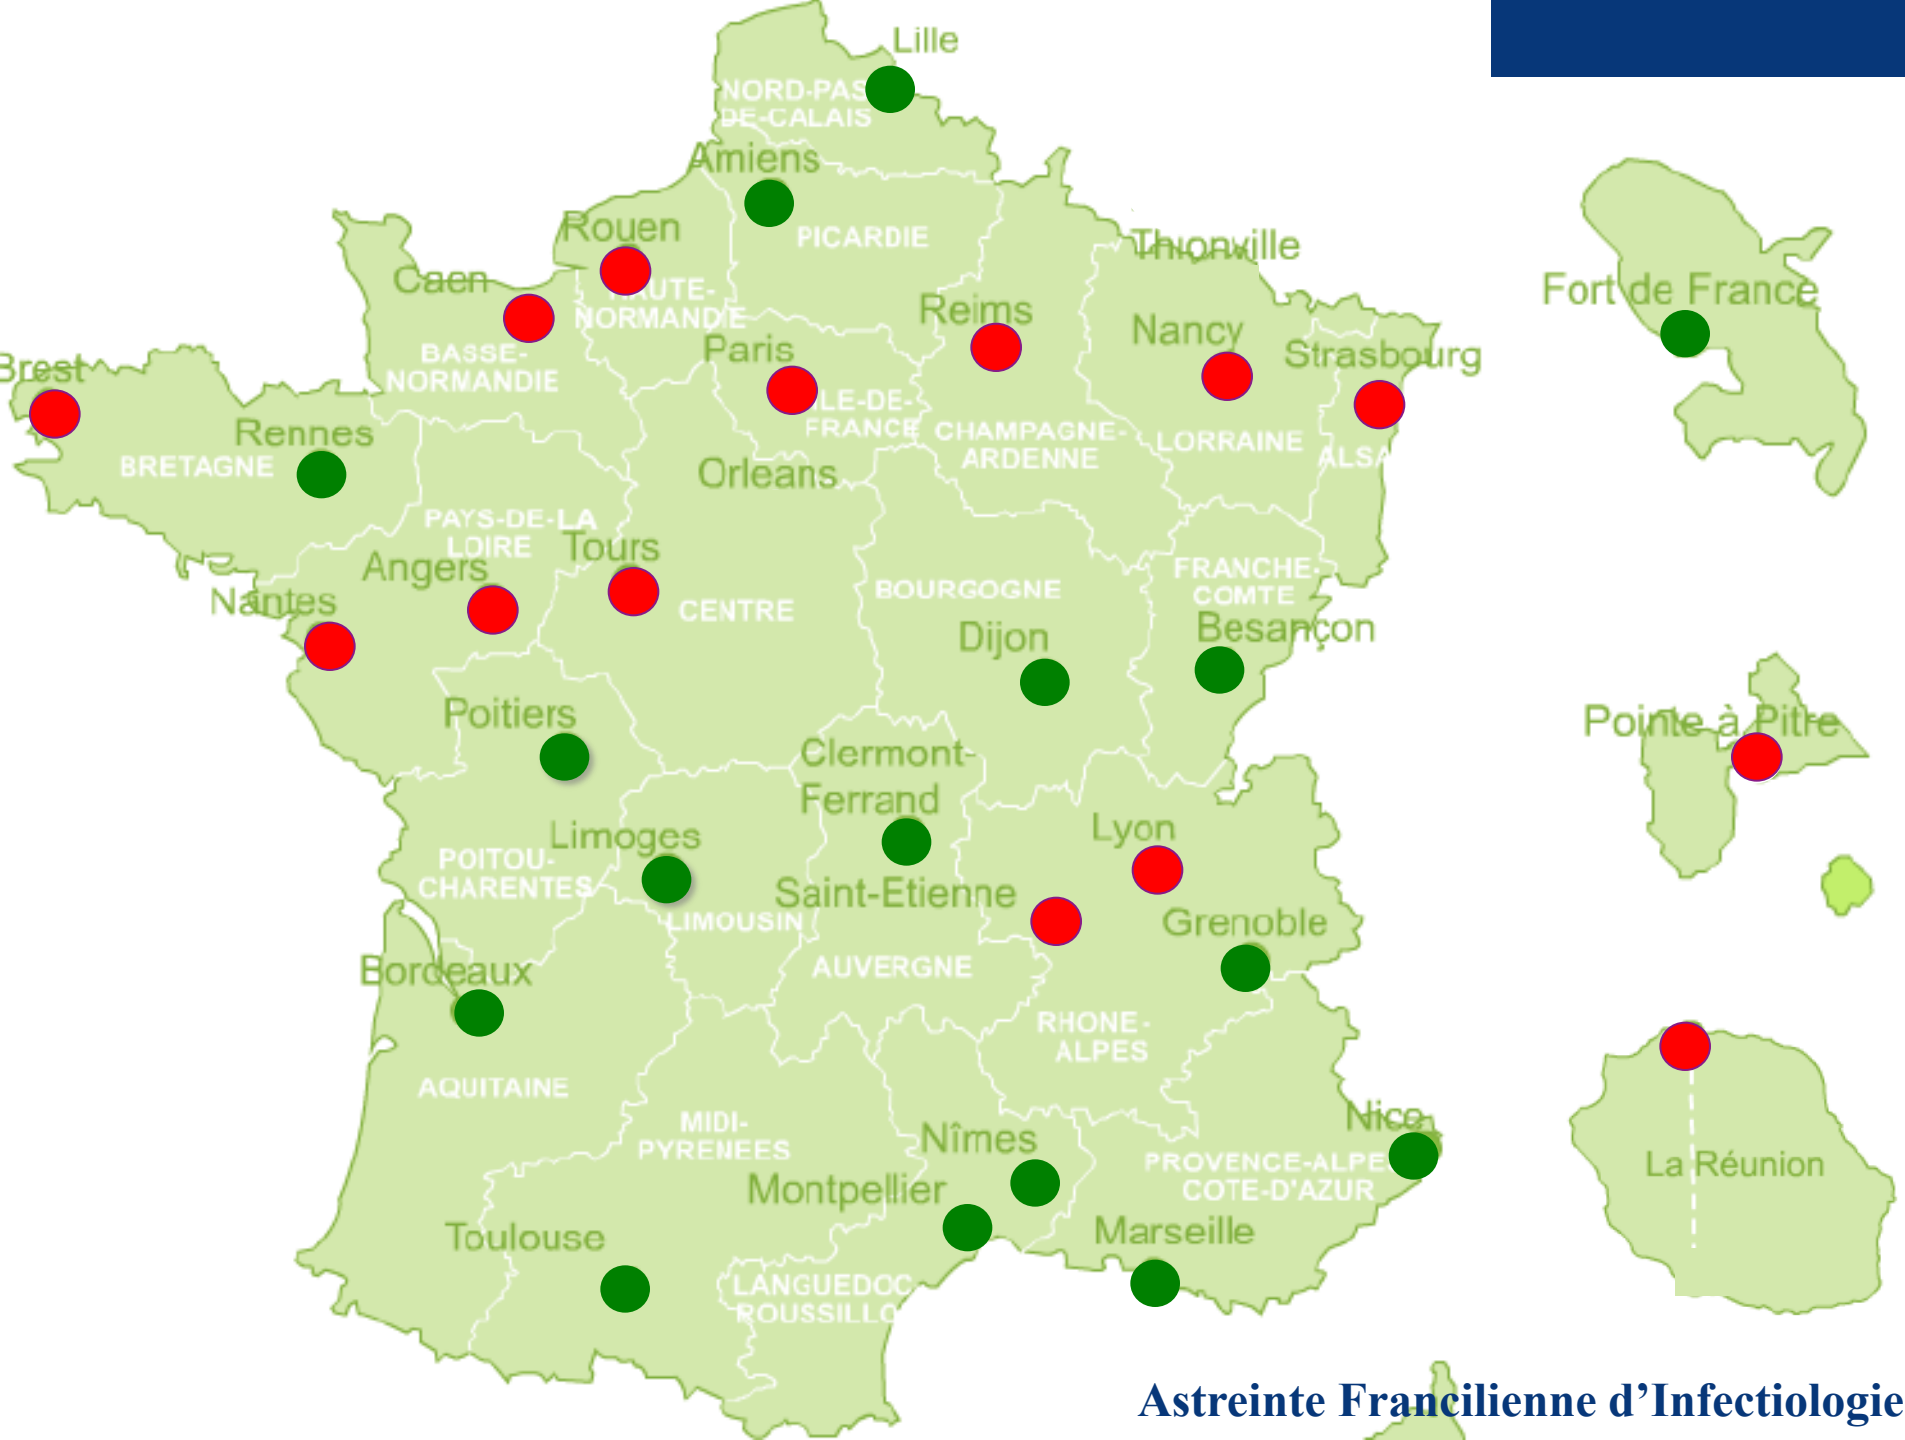 Lille
NORD-PAS
DE-CALAIS
Amiens
PICARDIE
Rouen
HAUTE-
NORMANDIE
Caen
BASSE-
NORMANDIE
Thionville
Reims
Nancy
Strasbourg
Paris
ILE-DE-
FRANCE
CHAMPAGNE-
ARDENNE
LORRAINE
ALSA
Brest
Rennes
BRETAGNE
Orleans
PAYS-DE-LA
LOIRE
Angers
Tours
Nantes
CENTRE
BOURGOGNE
Dijon
FRANCHE-
COMTE
Besançon
Poitiers
Clermont-
Ferrand
Limoges
POITOU-
CHARENTES
LIMOUSIN
Saint-Etienne
Lyon
Grenoble
AUVERGNE
Bordeaux
RHONE-
ALPES
AQUITAINE
MIDI-
PYRENEES
Nîmes
Montpellier
Nice
PROVENCE-ALPE
COTE-D'AZUR
Marseille
Toulouse
LANGUEDOC
ROUSSILLO
Fort de France
Pointe à Pitre
La Réunion
Astreinte Francilienne d’Infectiologie